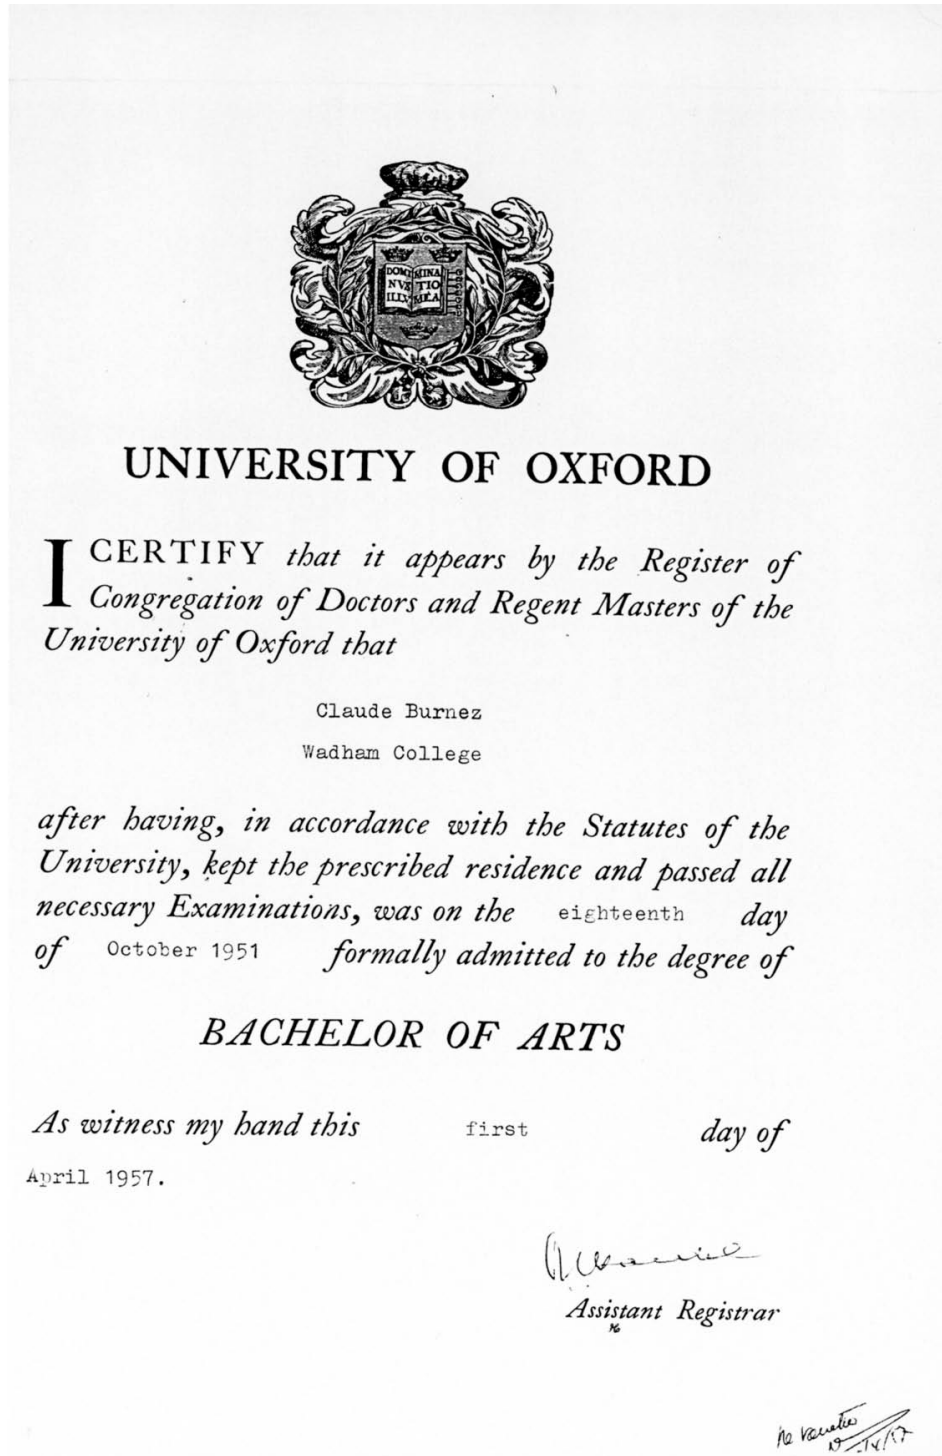 DOMI MINA
NVS TIO
ILLV MEA
UNIVERSITY OF OXFORD
I CERTIFY that it appears by the Register of
Congregation of Doctors and Regent Masters of the
University of Oxford that
Claude Burnez
Wadham College
after having, in accordance with the Statutes of the
University, kept the prescribed residence and passed all
necessary Examinations, was on the eighteenth day
of October 1951 formally admitted to the degree of
BACHELOR OF ARTS
As witness my hand this first day of
April 1957.
Assistant Registrar